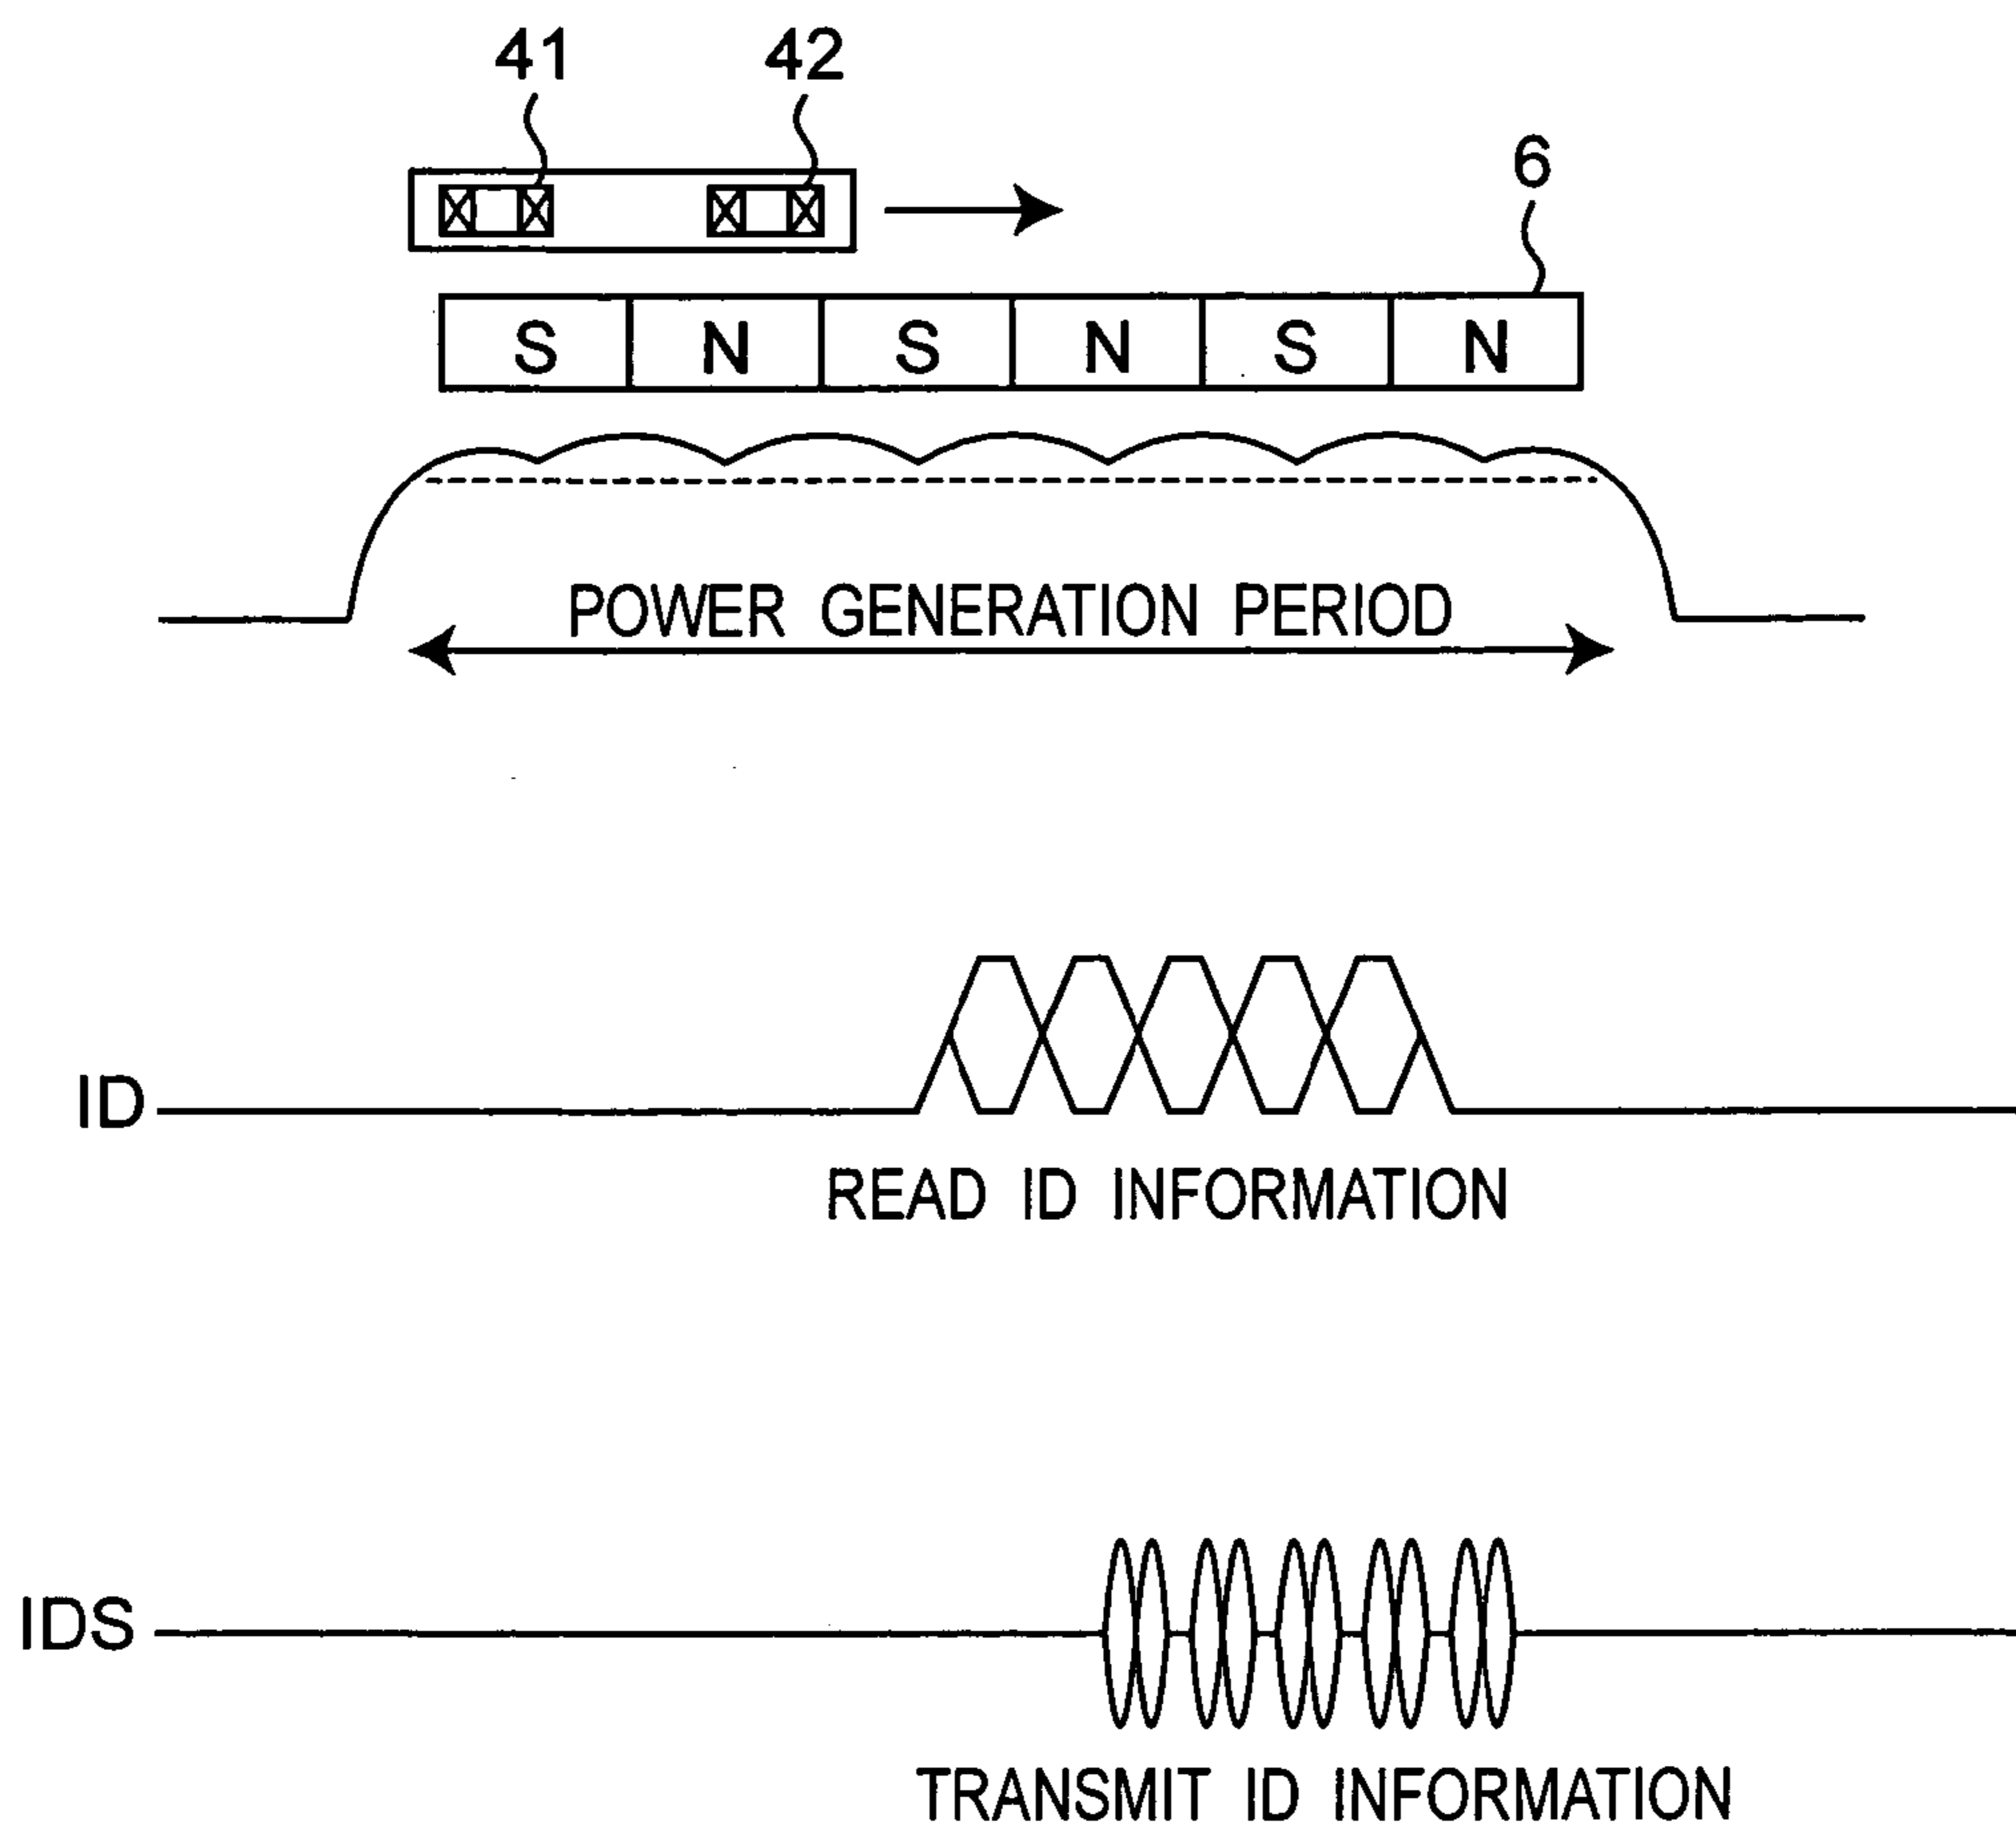 41 42
6
S N S N S N
POWER GENERATION PERIOD
ID
READ ID INFORMATION
IDS
TRANSMIT ID INFORMATION